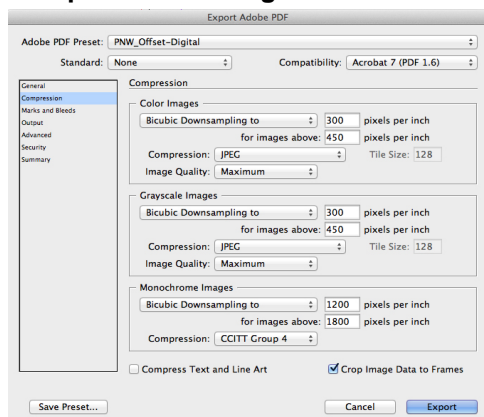 Export Adobe PDF
Adobe PDF Preset: PNW_Offset-Digital
Standard: None Compatibility: Acrobat 7 (PDF 1.6)
General
Compression
Marks and Bleeds
Output
Advanced
Security
Summary
Compression
Color Images
Bicubic Downsampling to 300 pixels per inch
for images above: 450 pixels per inch
Compression: JPEG Tile Size: 128
Image Quality: Maximum
Grayscale Images
Bicubic Downsampling to 300 pixels per inch
for images above: 450 pixels per inch
Compression: JPEG Tile Size: 128
Image Quality: Maximum
Monochrome Images
Bicubic Downsampling to 1200 pixels per inch
for images above: 1800 pixels per inch
Compression: CCITT Group 4
Compress Text and Line Art Crop Image Data to Frames
Save Preset... Cancel Export